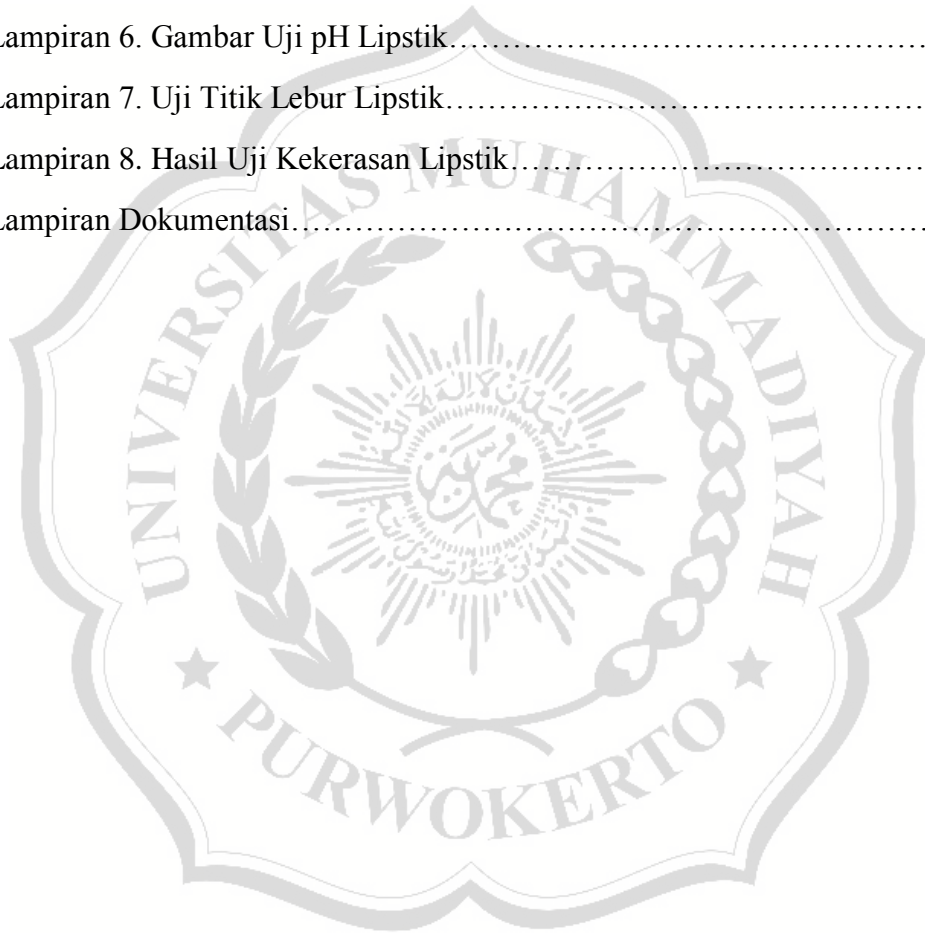 Lampiran 6. Gambar Uji pH Lipstik……………………………………………
Lampiran 7. Uji Titik Lebur Lipstik……………………………………………
Lampiran 8. Hasil Uji Kekerasan Lipstik………………………………………
Lampiran Dokumentasi…………………………………………………………
UNIVERSITAS MUHAMMADIYAH
محمد
PURWOKERTO